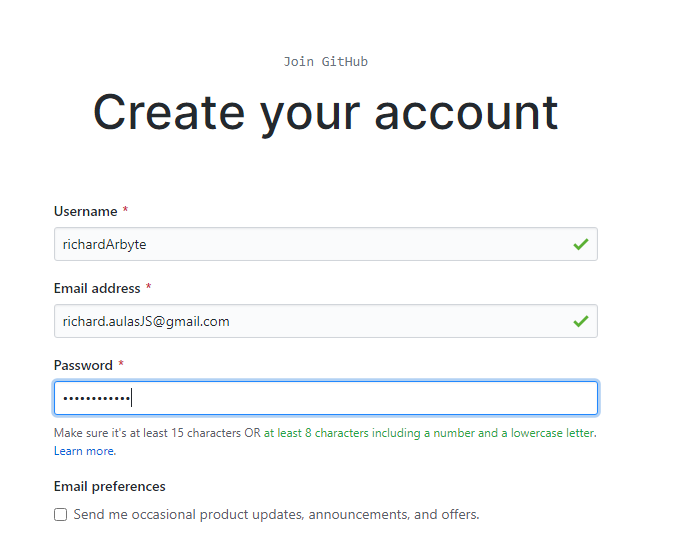 Join GitHub
Create your account
Username *
richardArbyte
Email address *
richard.aulasJS@gmail.com
Password *
••••••••••••
Make sure it's at least 15 characters OR at least 8 characters including a number and a lowercase letter.
Learn more.
Email preferences
Send me occasional product updates, announcements, and offers.